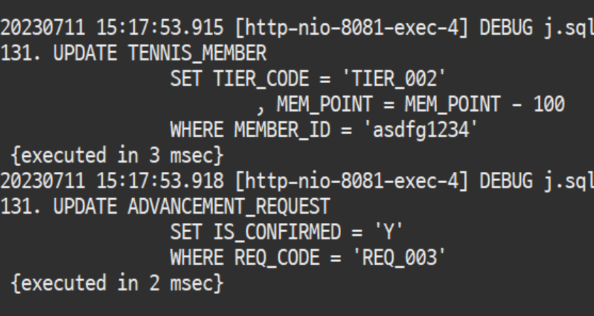 20230711 15:17:53.915 [http-nio-8081-exec-4] DEBUG j.sql
131. UPDATE TENNIS_MEMBER
SET TIER_CODE = 'TIER_002'
, MEM_POINT = MEM_POINT - 100
WHERE MEMBER_ID = 'asdfg1234'
{executed in 3 msec}
20230711 15:17:53.918 [http-nio-8081-exec-4] DEBUG j.sql
131. UPDATE ADVANCEMENT_REQUEST
SET IS_CONFIRMED = 'Y'
WHERE REQ_CODE = 'REQ_003'
{executed in 2 msec}